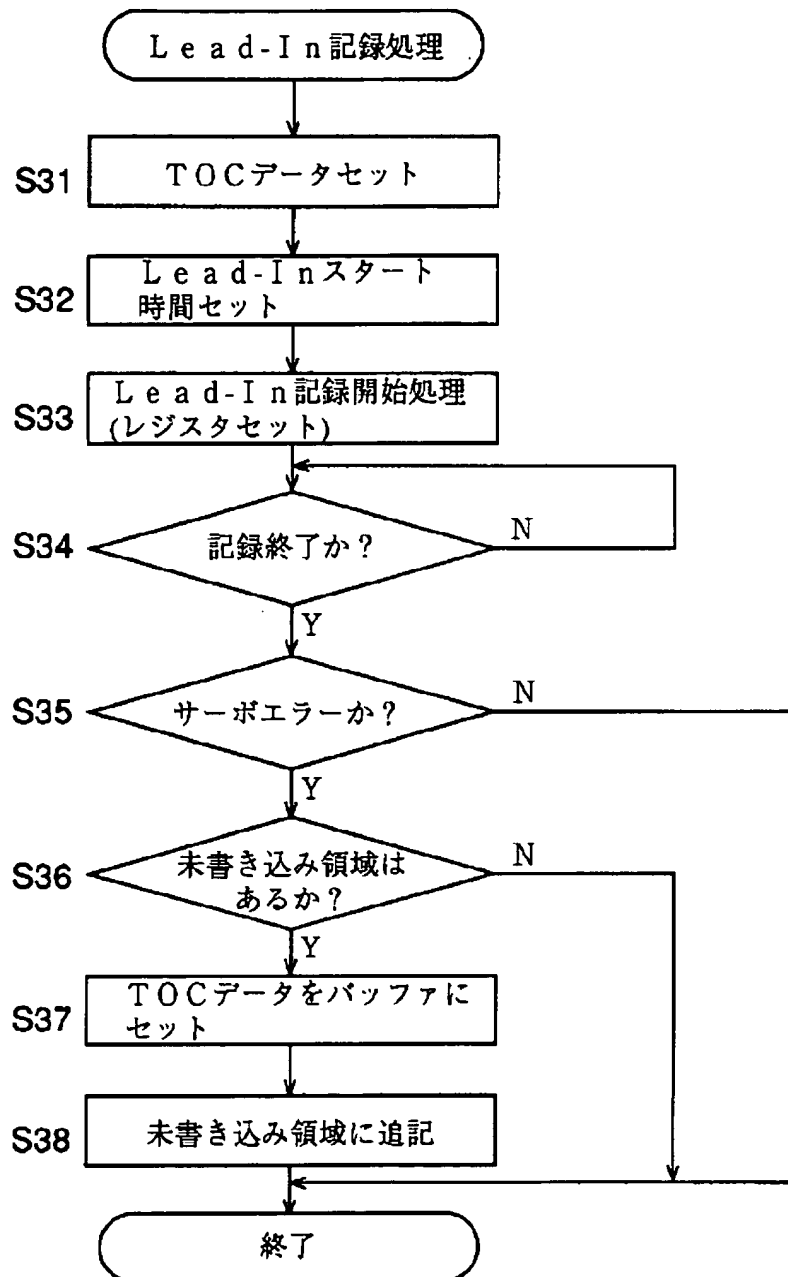 Lead-In記録処理
S31
TOCデータセット
S32
Lead-Inスタート
時間セット
S33
Lead-In記録開始処理
(レジスタセット)
S34
記録終了か?
N
Y
S35
サーボエラーか?
N
Y
S36
未書き込み領域は
あるか?
N
Y
S37
TOCデータをバッファに
セット
S38
未書き込み領域に追記
終了